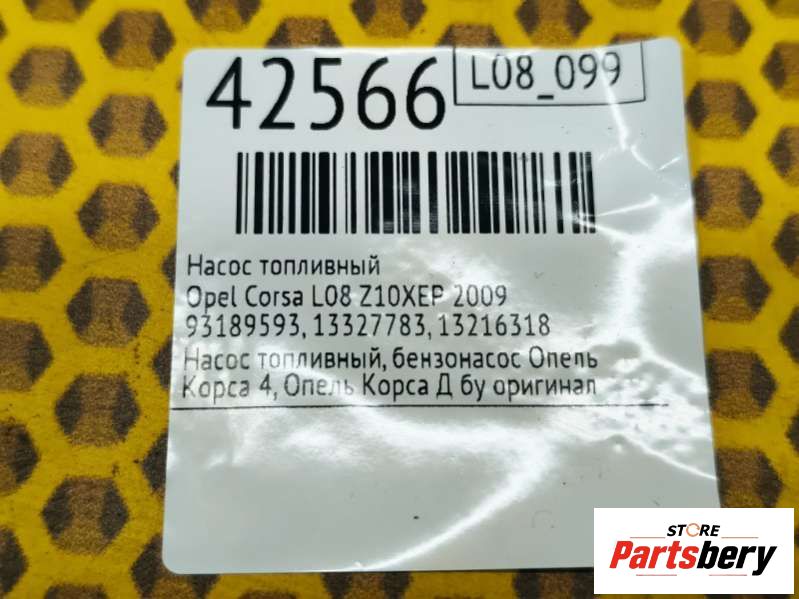 42566
L08_099
Насос топливный
Opel Corsa L08 Z10XEP 2009
93189593, 13327783, 13216318
Насос топливный, бензонасос Опель
Корса 4, Опель Корса Д бу оригинал
STORE
Partsbery